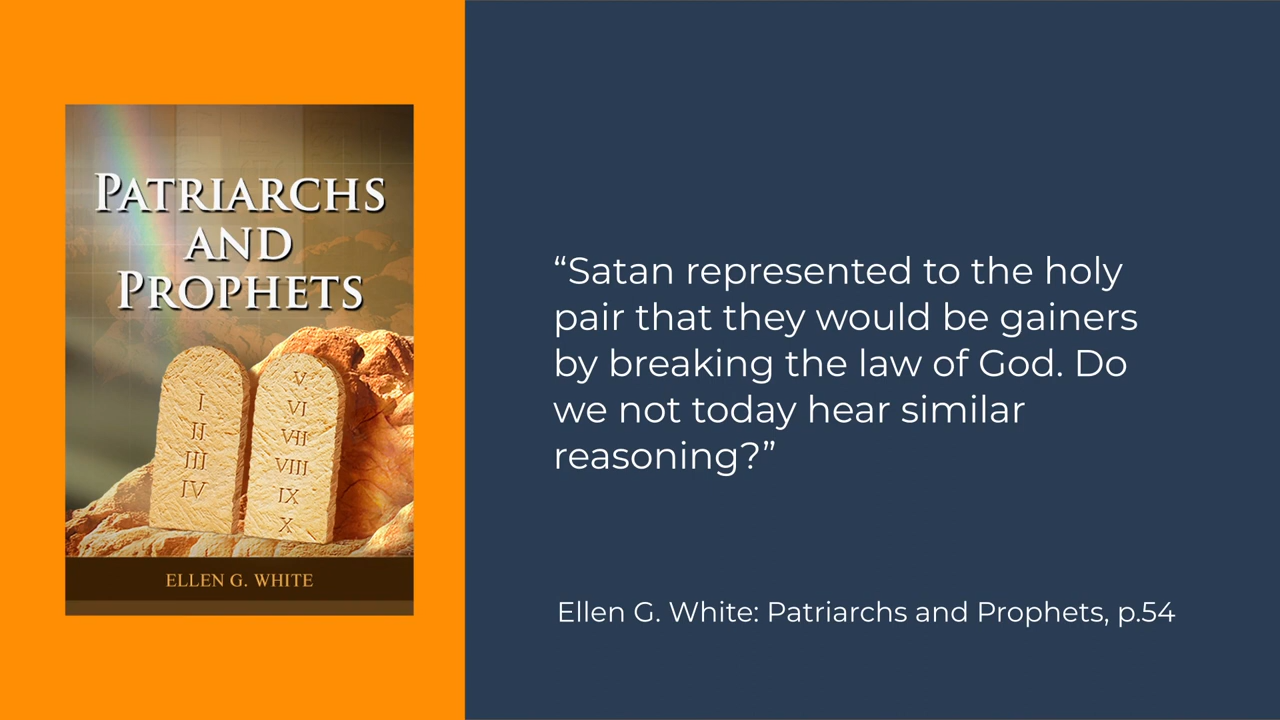 PATRIARCHS
AND
PROPHETS
I
II
III
IV
V
VI
VII
VIII
IX
X
ELLEN G. WHITE
“Satan represented to the holy
pair that they would be gainers
by breaking the law of God. Do
we not today hear similar
reasoning?”
Ellen G. White: Patriarchs and Prophets, p.54